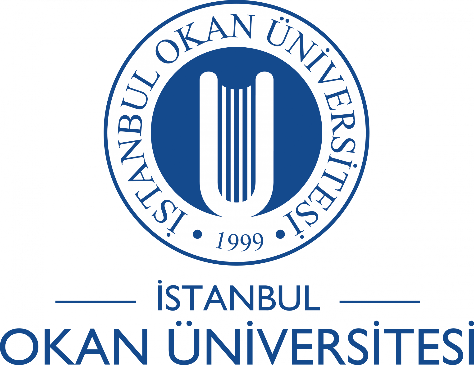 İSTANBUL OKAN ÜNİVERSİTESİ
• 1999 •
İSTANBUL
OKAN ÜNİVERSİTESİ